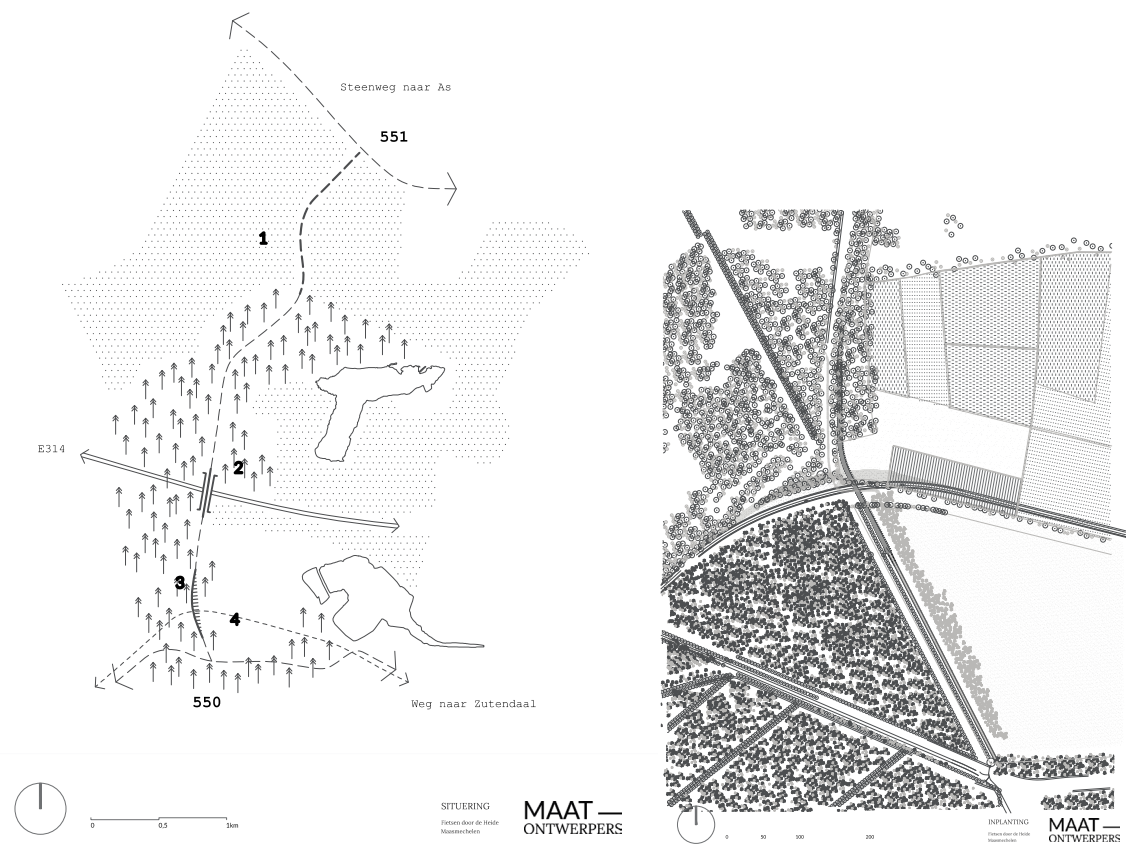 Steenweg naar As
551
1
E314
2
3
4
550
Weg naar Zutendaal
0
0,5
1km
SITUERING
Fietsen door de Heide
Maasmechelen
MAAT
ONTWERPERS
0
50
100
200
INPLANTING
Fietsen door de Heide
Maasmechelen
MAAT
ONTWERPERS